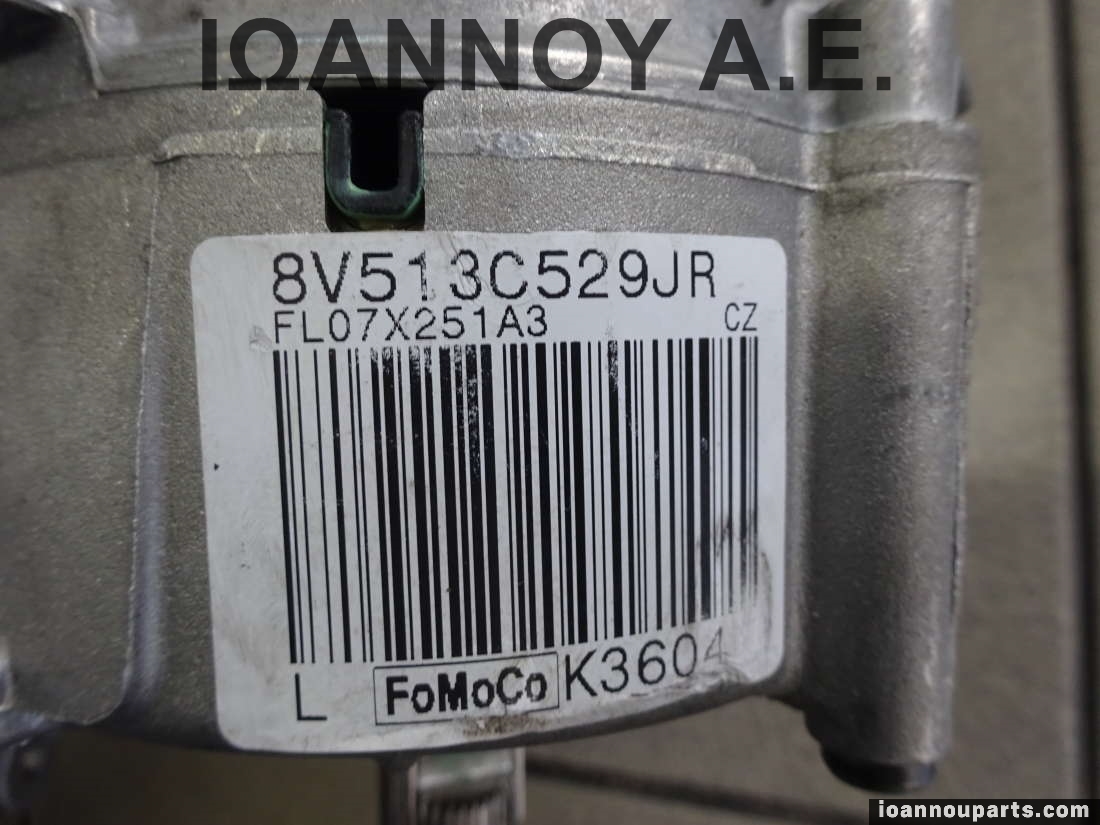 ΙΩΑΝΝΟΥ Α.Ε.
8V513C529JR
FL07X251A3 CZ
L FoMoCo K3604
ioannouparts.com